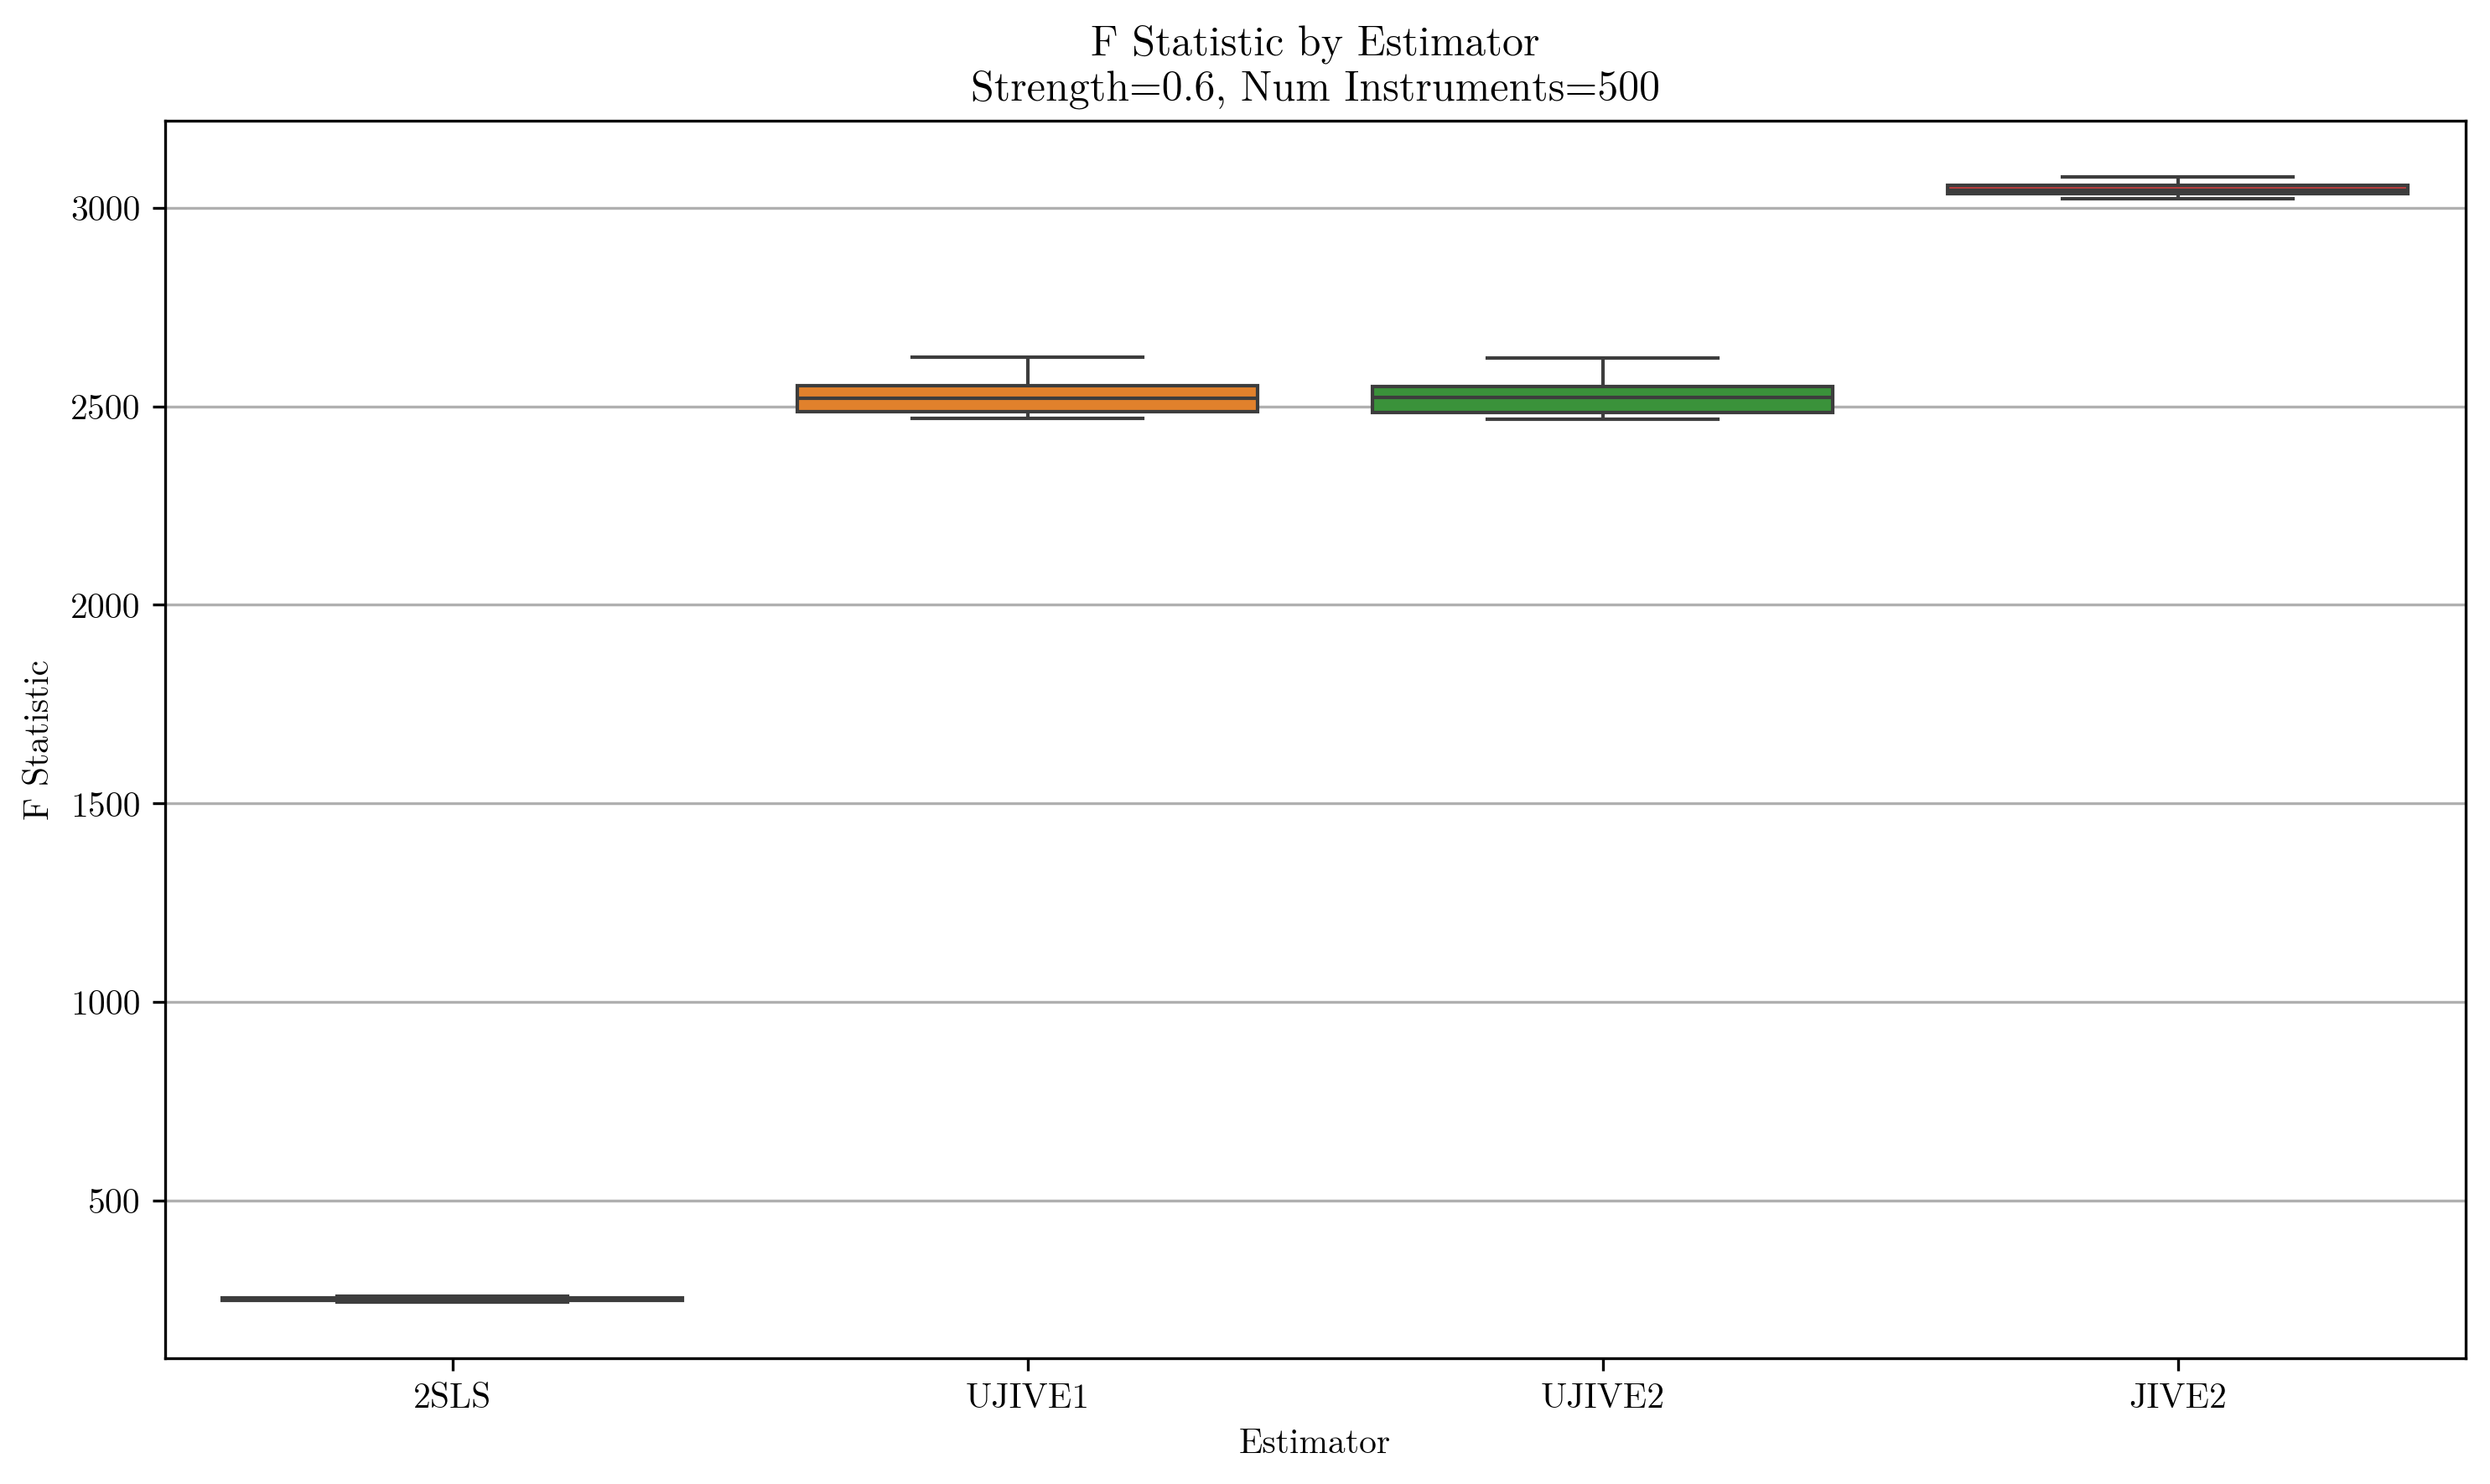 F Statistic by Estimator
Strength=0.6, Num Instruments=500
3000
2500
2000
1500
1000
500
F Statistic
2SLS
UJIVE1
UJIVE2
JIVE2
Estimator